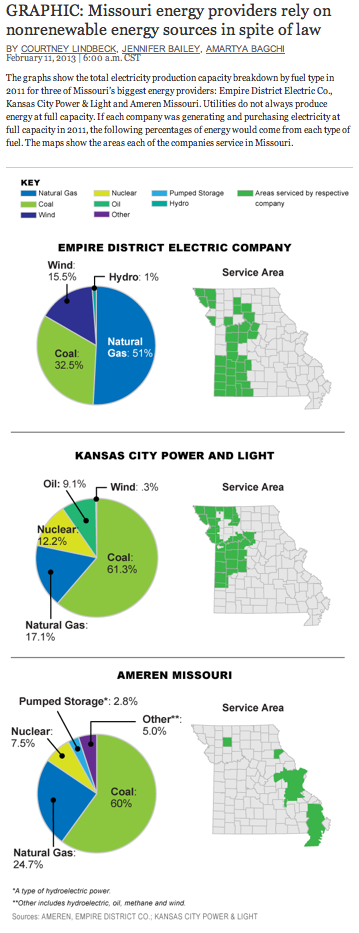 GRAPHIC: Missouri energy providers rely on
nonrenewable energy sources in spite of law
BY COURTNEY LINDBECK, JENNIFER BAILEY, AMARTYA BAGCHI
February 11, 2013 | 6:00 a.m. CST
The graphs show the total electricity production capacity breakdown by fuel type in
2011 for three of Missouri's biggest energy providers: Empire District Electric Co.,
Kansas City Power & Light and Ameren Missouri. Utilities do not always produce
energy at full capacity. If each company was generating and purchasing electricity at
full capacity in 2011, the following percentages of energy would come from each type of
fuel. The maps show the areas each of the companies service in Missouri.
KEY
Natural Gas
Coal
Wind
Nuclear
Oil
Other
Pumped Storage
Hydro
Areas serviced by respective
company
EMPIRE DISTRICT ELECTRIC COMPANY
Wind:
15.5%
Hydro: 1%
Natural
Gas: 51%
Coal:
32.5%
Service Area
KANSAS CITY POWER AND LIGHT
Oil: 9.1%
Wind: .3%
Nuclear:
12.2%
Coal:
61.3%
Natural Gas:
17.1%
Service Area
AMEREN MISSOURI
Pumped Storage*: 2.8%
Nuclear:
7.5%
Other**:
5.0%
Coal:
60%
Natural Gas:
24.7%
Service Area
*A type of hydroelectric power.
**Other includes hydroelectric, oil, methane and wind.
Sources: AMEREN, EMPIRE DISTRICT CO.; KANSAS CITY POWER & LIGHT